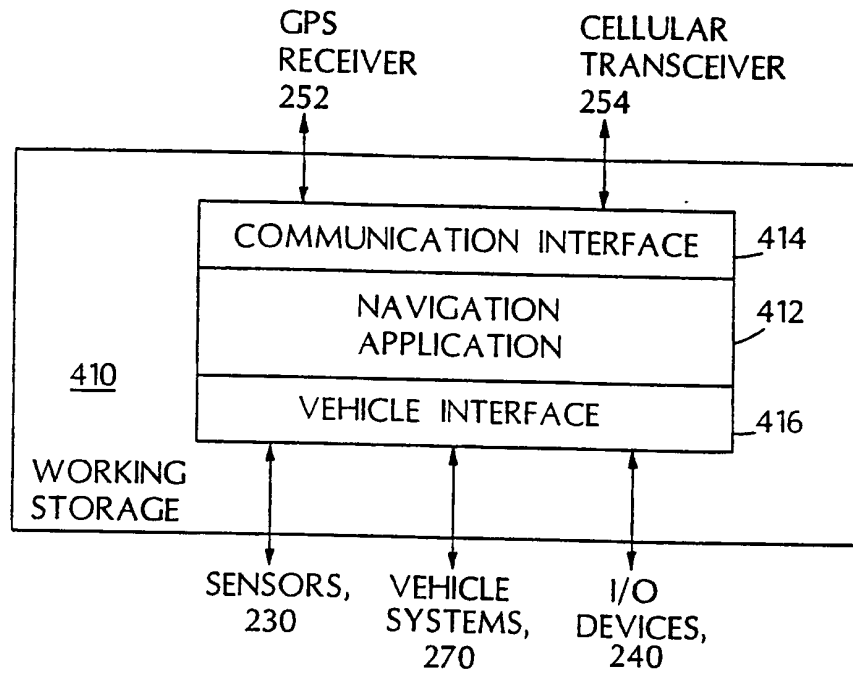 GPS
RECEIVER
252
CELLULAR
TRANSCEIVER
254
COMMUNICATION INTERFACE
414
NAVIGATION
APPLICATION
412
410
VEHICLE INTERFACE
416
WORKING
STORAGE
SENSORS,
230
VEHICLE
SYSTEMS,
270
I/O
DEVICES,
240